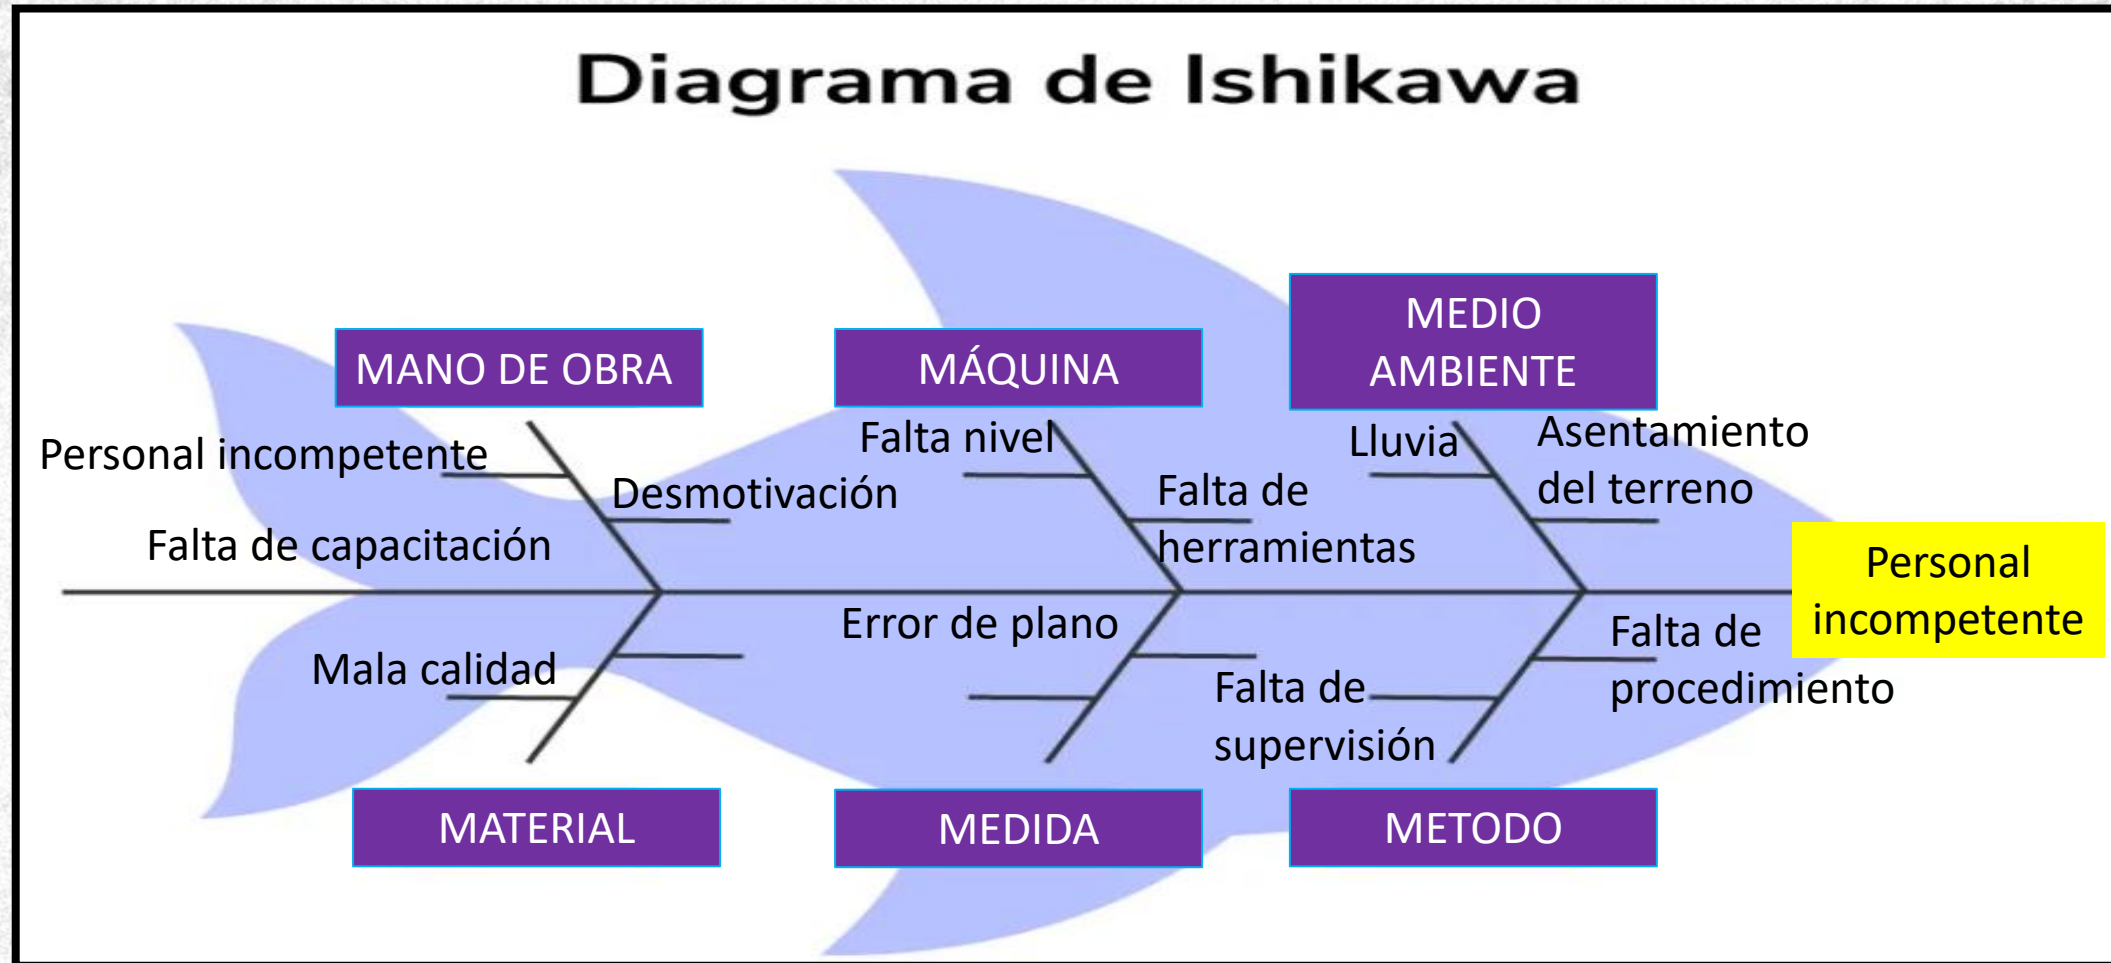 Diagrama de Ishikawa
MEDIO
AMBIENTE
MANO DE OBRA
MÁQUINA
Personal incompetente
Desmotivación
Falta de capacitación
Falta nivel
Falta de
herramientas
Lluvia
Asentamiento
del terreno
Personal
incompetente
Mala calidad
Error de plano
Falta de
supervisión
Falta de
procedimiento
MATERIAL
MEDIDA
METODO